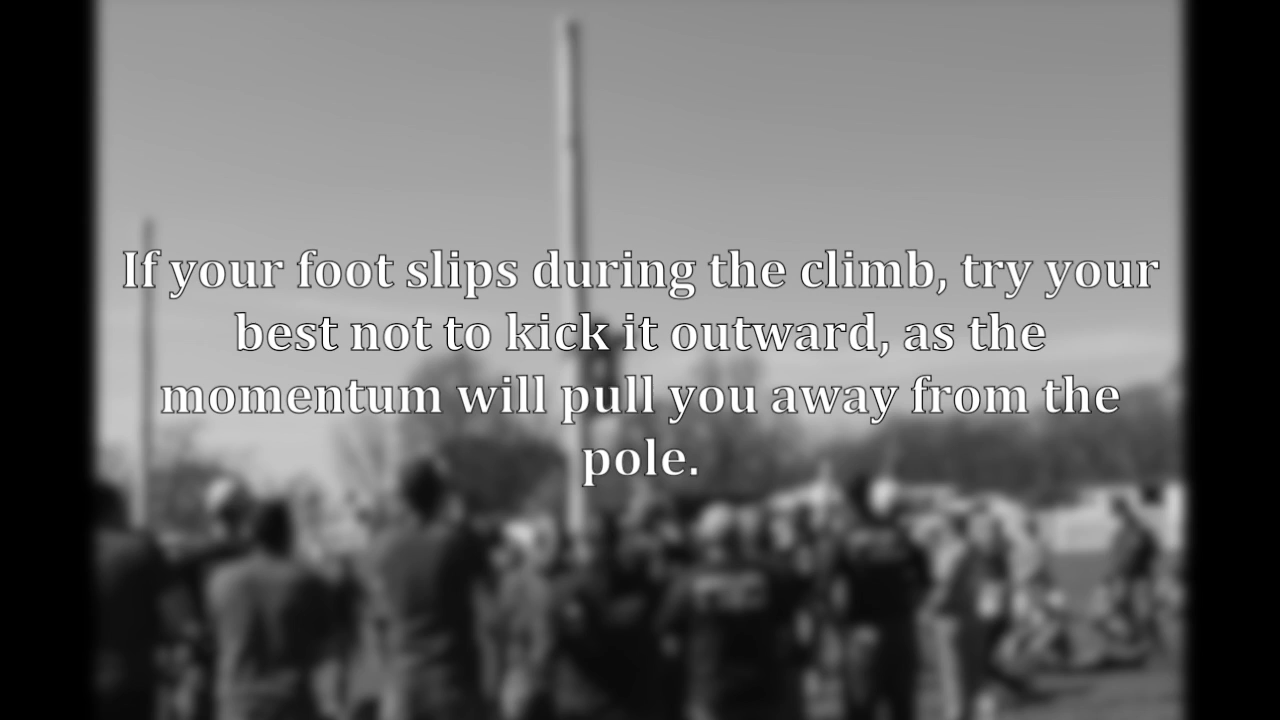 If your foot slips during the climb, try your
best not to kick it outward, as the
momentum will pull you away from the
pole.